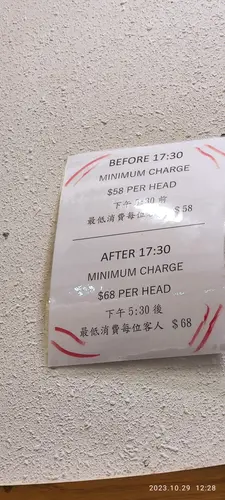 BEFORE 17:30
MINIMUM CHARGE
$58 PER HEAD
下午 5:30 前
最低消費每位客人 $58
AFTER 17:30
MINIMUM CHARGE
$68 PER HEAD
下午 5:30 後
最低消費每位客人 $68
2023.10.29 12:28